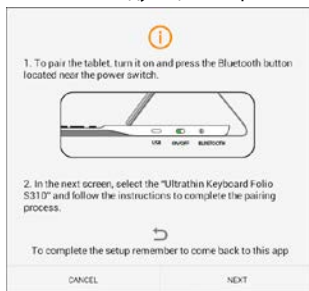 1. To pair the tablet, turn it on and press the Bluetooth button
located near the power switch.
USB ON/OFF BLUETOOTH
2. In the next screen, select the "Ultrathin Keyboard Folio
S310" and follow the instructions to complete the pairing
process.
To complete the setup remember to come back to this app
CANCEL NEXT